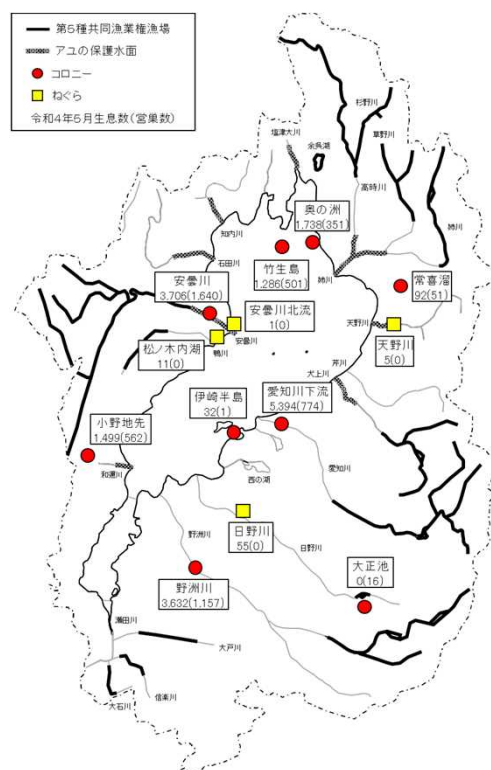 第5種共同漁業権漁場
アユの保護水面
コロニー
ねぐら
令和4年5月生息数(営巣数)
杉野川
草野川
塩津大川
余呉湖
高時川
姉川
知内川
奥の洲
1,738(351)
石田川
竹生島
1,286(501)
姉川
常喜溜
92(51)
安曇川
3,706(1,640)
安曇川北流
1(0)
天野川
天野川
5(0)
安曇川
松ノ木内湖
11(0)
鴨川
芹川
犬上川
伊崎半島
32(1)
愛知川下流
5,394(774)
小野地先
1,499(562)
和邇川
西の湖
愛知川
日野川
55(0)
野洲川
日野川
大正池
0(16)
野洲川
3,632(1,157)
瀬田川
大戸川
信楽川
大石川